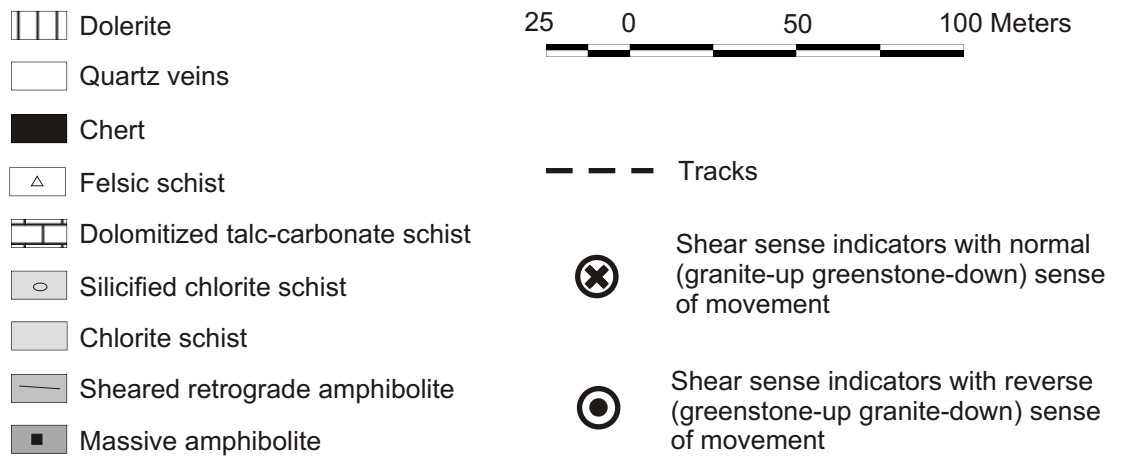 Dolerite
Quartz veins
Chert
Felsic schist
Dolomitized talc-carbonate schist
Silicified chlorite schist
Chlorite schist
Sheared retrograde amphibolite
Massive amphibolite
25 0 50 100 Meters
Tracks
Shear sense indicators with normal
(granite-up greenstone-down) sense
of movement
Shear sense indicators with reverse
(greenstone-up granite-down) sense
of movement